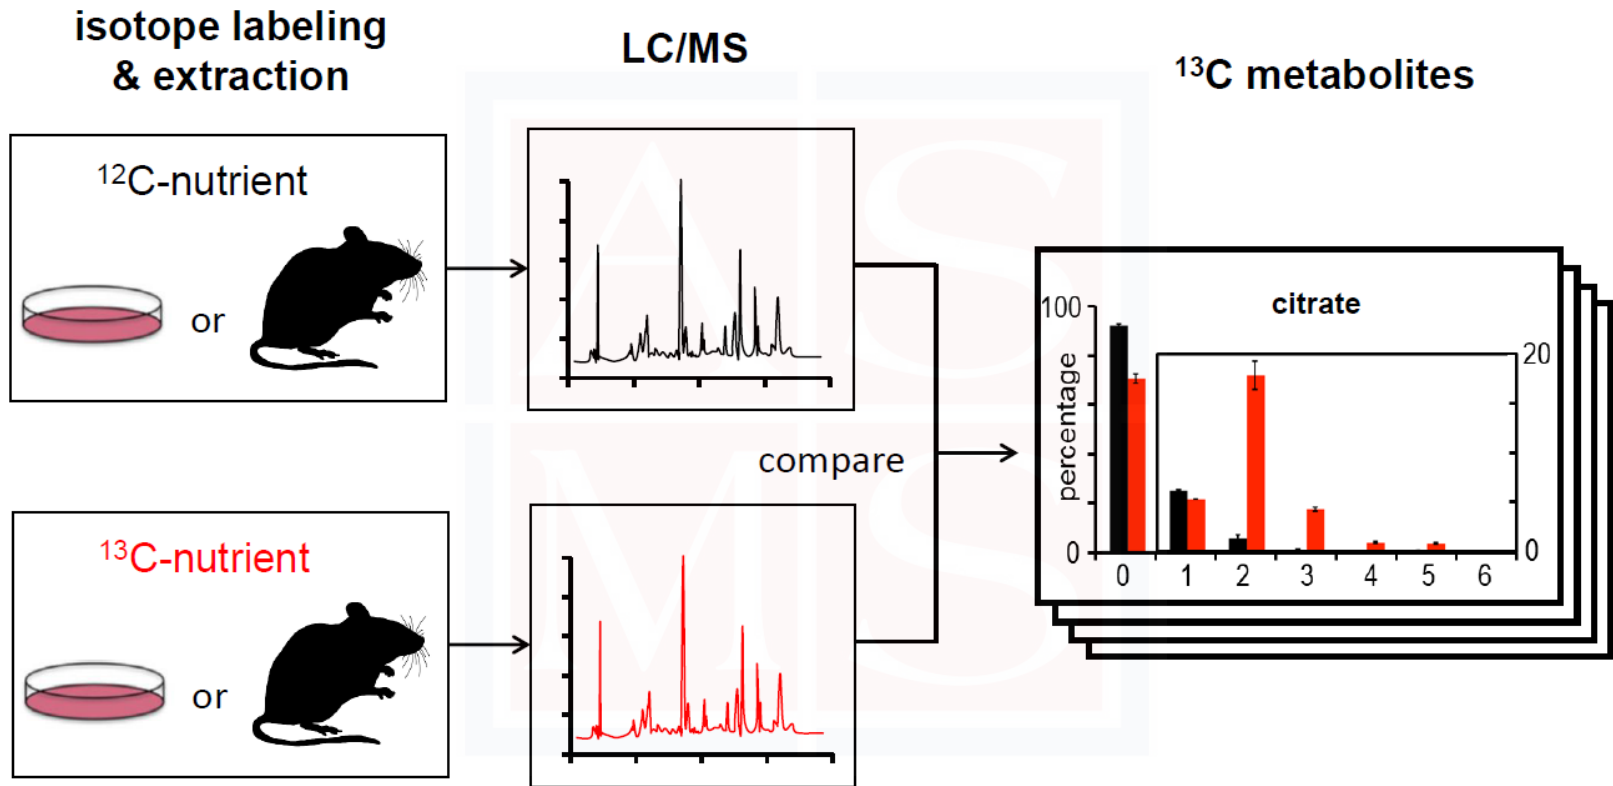 isotope labeling
& extraction
LC/MS
¹³C metabolites
¹²C-nutrient
or
¹³C-nutrient
or
compare
citrate
percentage
100
0
20
0
0 1 2 3 4 5 6
A S
M S